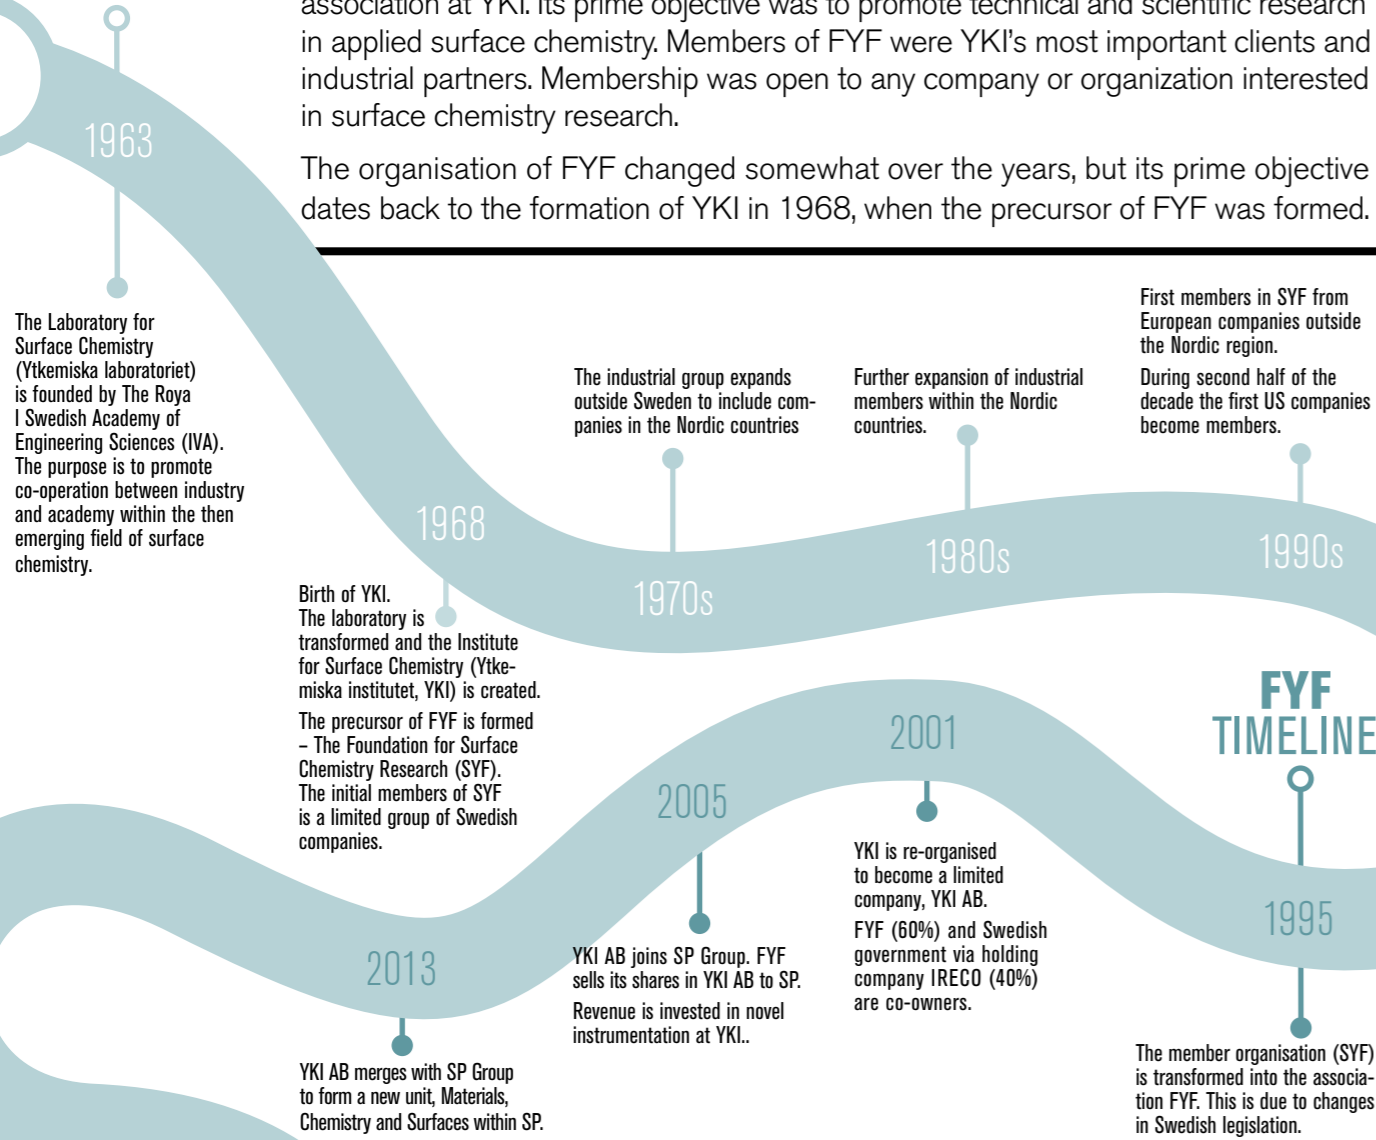 association at YKI. Its prime objective was to promote technical and scientific research
in applied surface chemistry. Members of FYF were YKI's most important clients and
industrial partners. Membership was open to any company or organization interested
in surface chemistry research.
The organisation of FYF changed somewhat over the years, but its prime objective
dates back to the formation of YKI in 1968, when the precursor of FYF was formed.
1963
The Laboratory for
Surface Chemistry
(Ytkemiska laboratoriet)
is founded by The Roya
l Swedish Academy of
Engineering Sciences (IVA).
The purpose is to promote
co-operation between industry
and academy within the then
emerging field of surface
chemistry.
1968
Birth of YKI.
The laboratory is
transformed and the Institute
for Surface Chemistry (Ytke-
miska institutet, YKI) is created.
The precursor of FYF is formed
– The Foundation for Surface
Chemistry Research (SYF).
The initial members of SYF
is a limited group of Swedish
companies.
The industrial group expands
outside Sweden to include com-
panies in the Nordic countries
1970s
Further expansion of industrial
members within the Nordic
countries.
1980s
First members in SYF from
European companies outside
the Nordic region.
During second half of the
decade the first US companies
become members.
1990s
FYF
TIMELINE
1995
The member organisation (SYF)
is transformed into the associa-
tion FYF. This is due to changes
in Swedish legislation.
2001
YKI is re-organised
to become a limited
company, YKI AB.
FYF (60%) and Swedish
government via holding
company IRECO (40%)
are co-owners.
2005
YKI AB joins SP Group. FYF
sells its shares in YKI AB to SP.
Revenue is invested in novel
instrumentation at YKI..
2013
YKI AB merges with SP Group
to form a new unit, Materials,
Chemistry and Surfaces within SP.